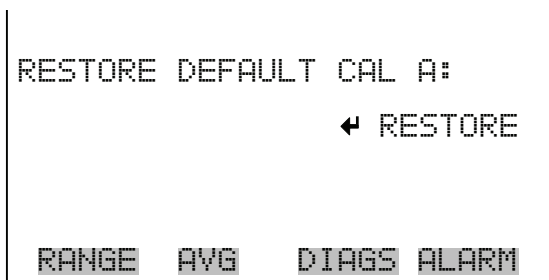 RESTORE DEFAULT CAL A:
↵ RESTORE
RANGE AVG DIAGS ALARM